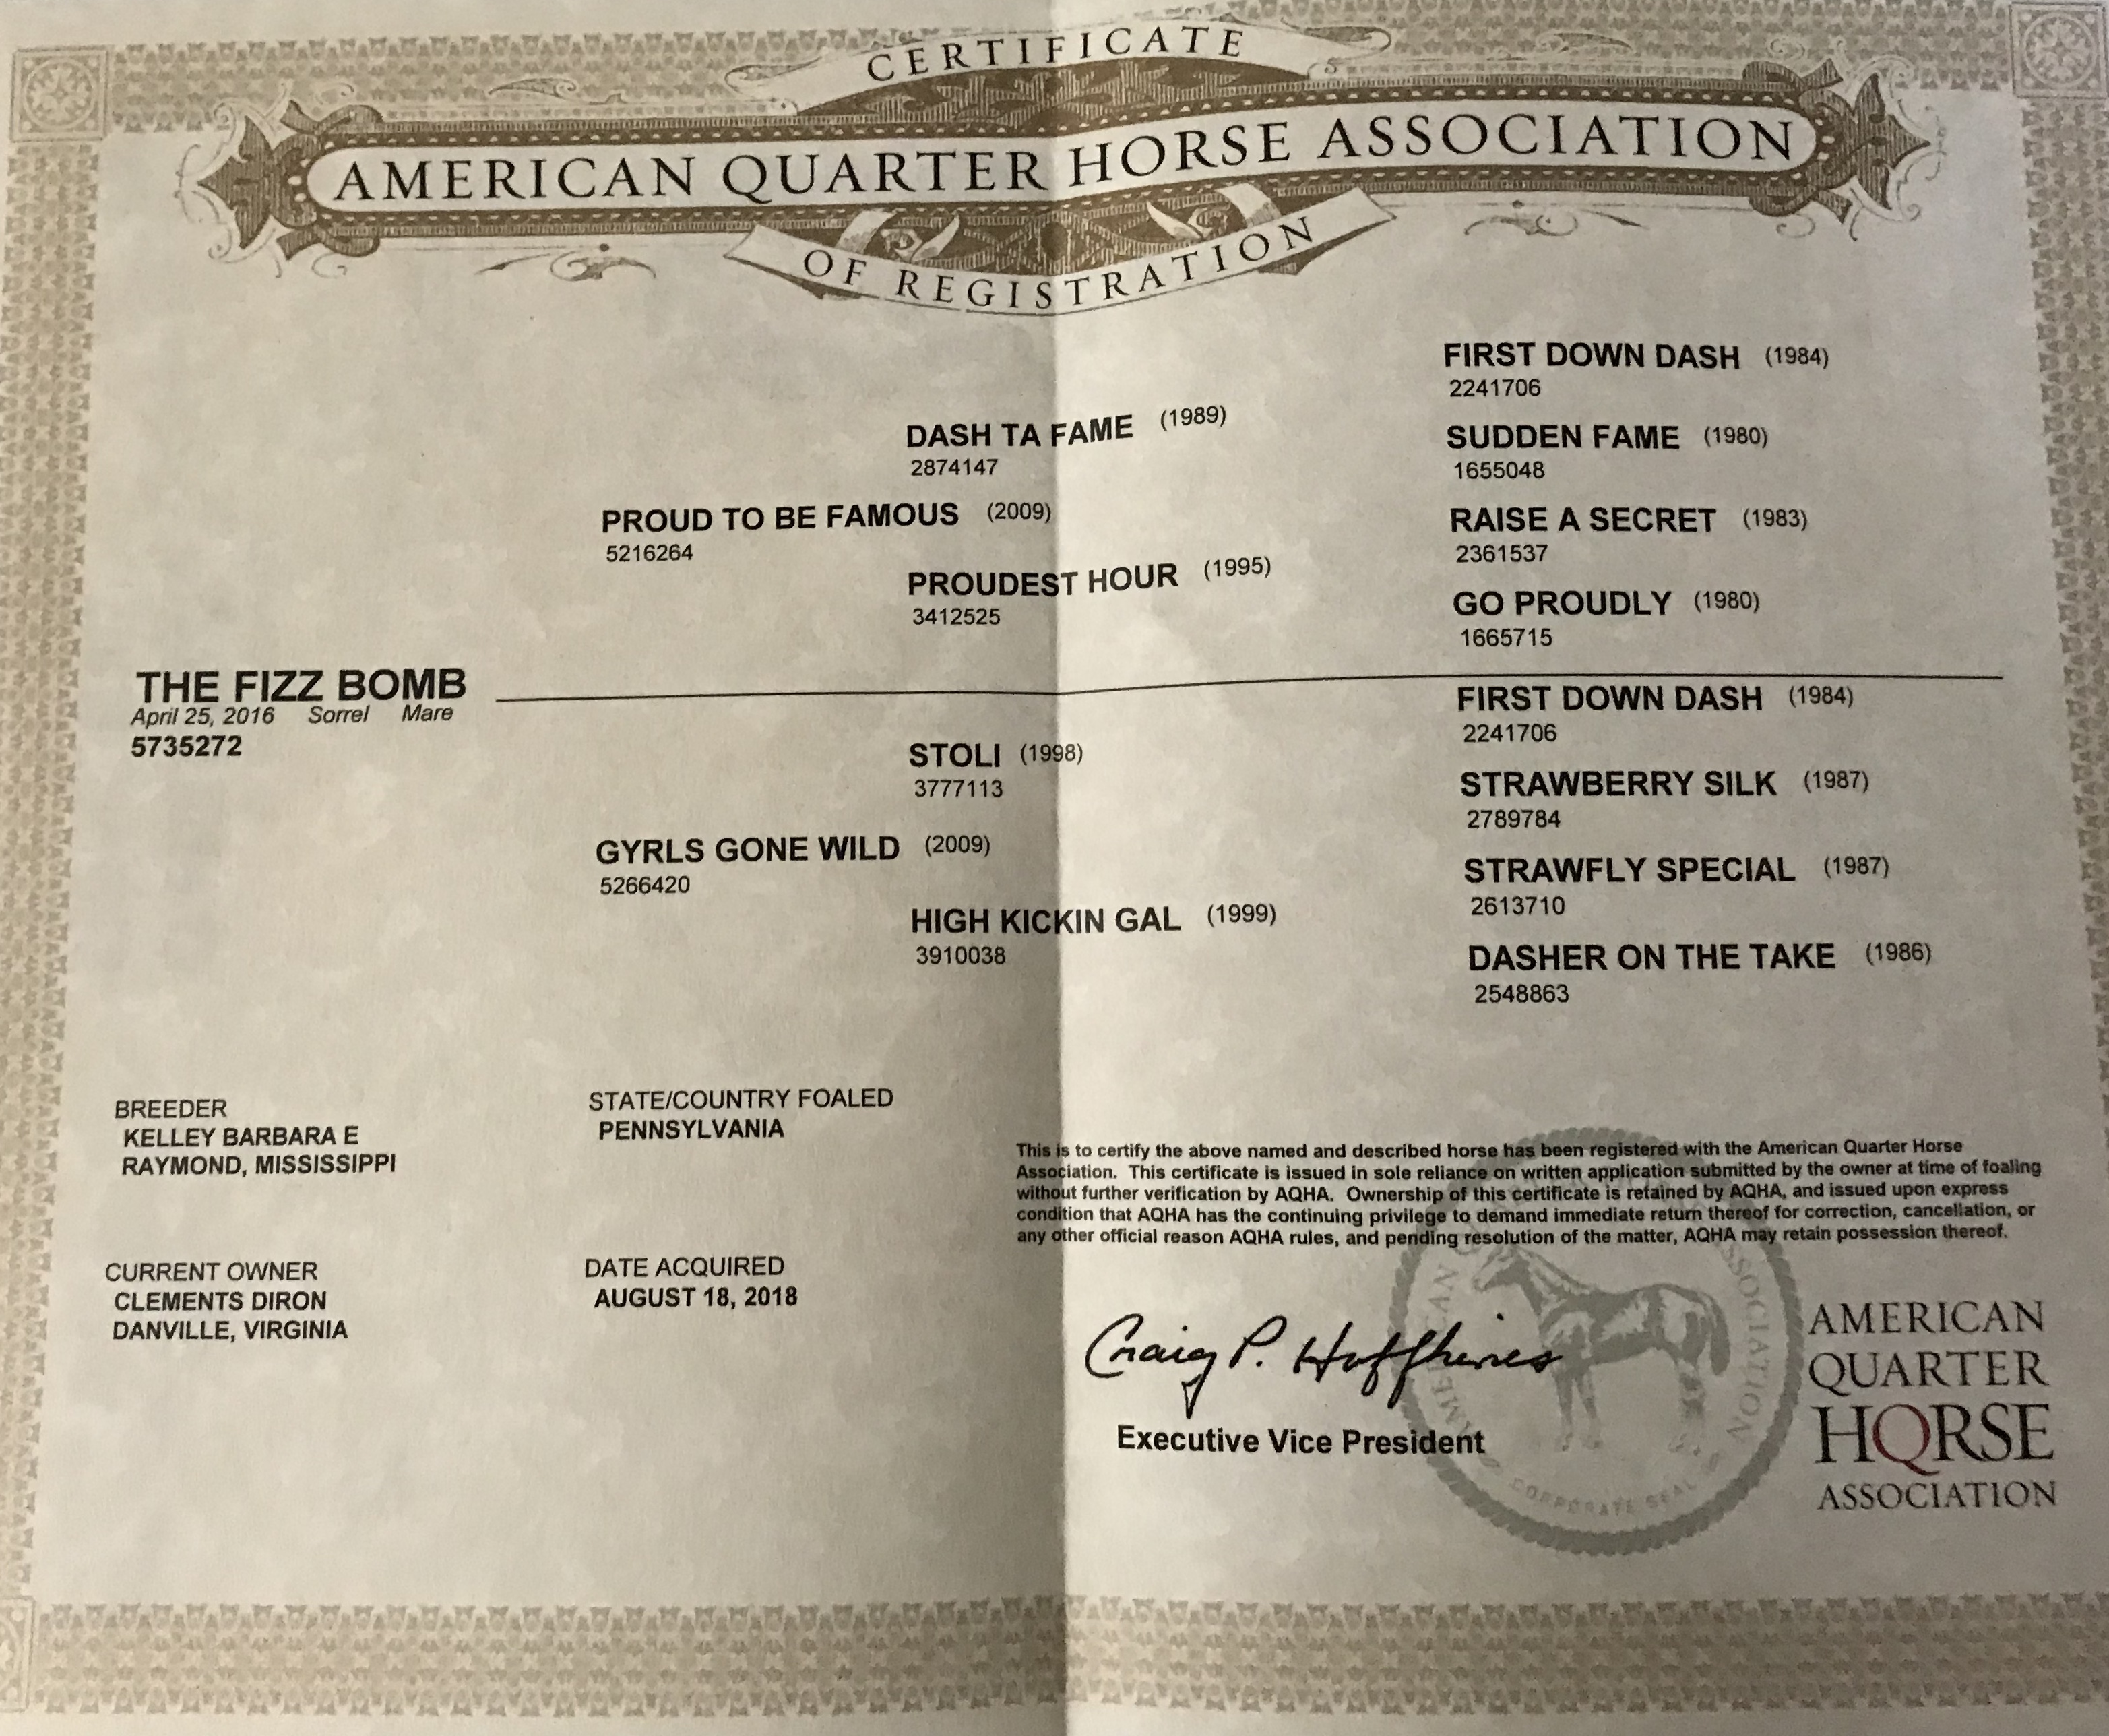 CERTIFICATE
AMERICAN QUARTER HORSE ASSOCIATION
OF REGISTRATION
FIRST DOWN DASH (1984)
2241706
DASH TA FAME (1989)
2874147
SUDDEN FAME (1980)
1655048
PROUD TO BE FAMOUS (2009)
5216264
RAISE A SECRET (1983)
2361537
PROUDEST HOUR (1995)
3412525
GO PROUDLY (1980)
1665715
THE FIZZ BOMB
April 25, 2016 Sorrel Mare
5735272
FIRST DOWN DASH (1984)
2241706
STOLI (1998)
3777113
STRAWBERRY SILK (1987)
2789784
GYRLS GONE WILD (2009)
5266420
STRAWFLY SPECIAL (1987)
2613710
HIGH KICKIN GAL (1999)
3910038
DASHER ON THE TAKE (1986)
2548863
BREEDER
KELLEY BARBARA E
RAYMOND, MISSISSIPPI
STATE/COUNTRY FOALED
PENNSYLVANIA
CURRENT OWNER
CLEMENTS DIRON
DANVILLE, VIRGINIA
DATE ACQUIRED
AUGUST 18, 2018
This is to certify the above named and described horse has been registered with the American Quarter Horse
Association. This certificate is issued in sole reliance on written application submitted by the owner at time of foaling
without further verification by AQHA. Ownership of this certificate is retained by AQHA, and issued upon express
condition that AQHA has the continuing privilege to demand immediate return thereof for correction, cancellation, or
any other official reason AQHA rules, and pending resolution of the matter, AQHA may retain possession thereof.
Craig P. Huffhines
Executive Vice President
CORPORATE SEAL
AMERICAN
QUARTER
HORSE
ASSOCIATION